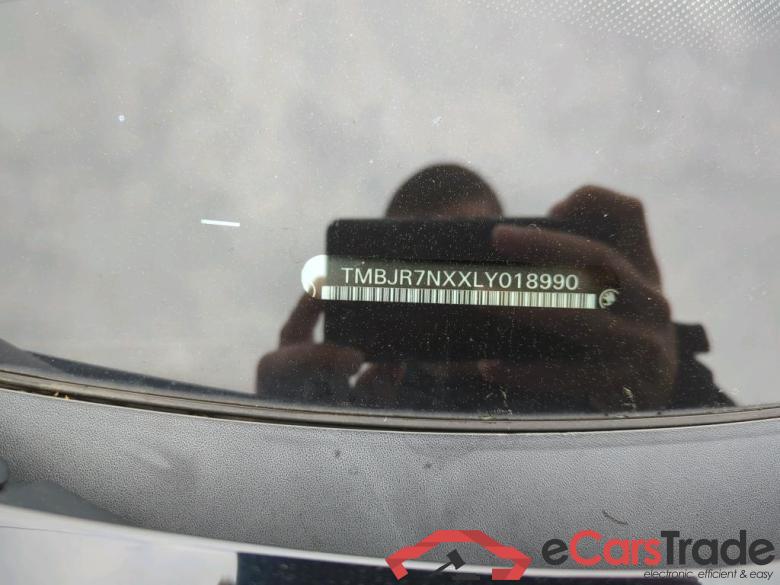 TMBJR7NXXLY018990
eCarsTrade
electronic, efficient & easy